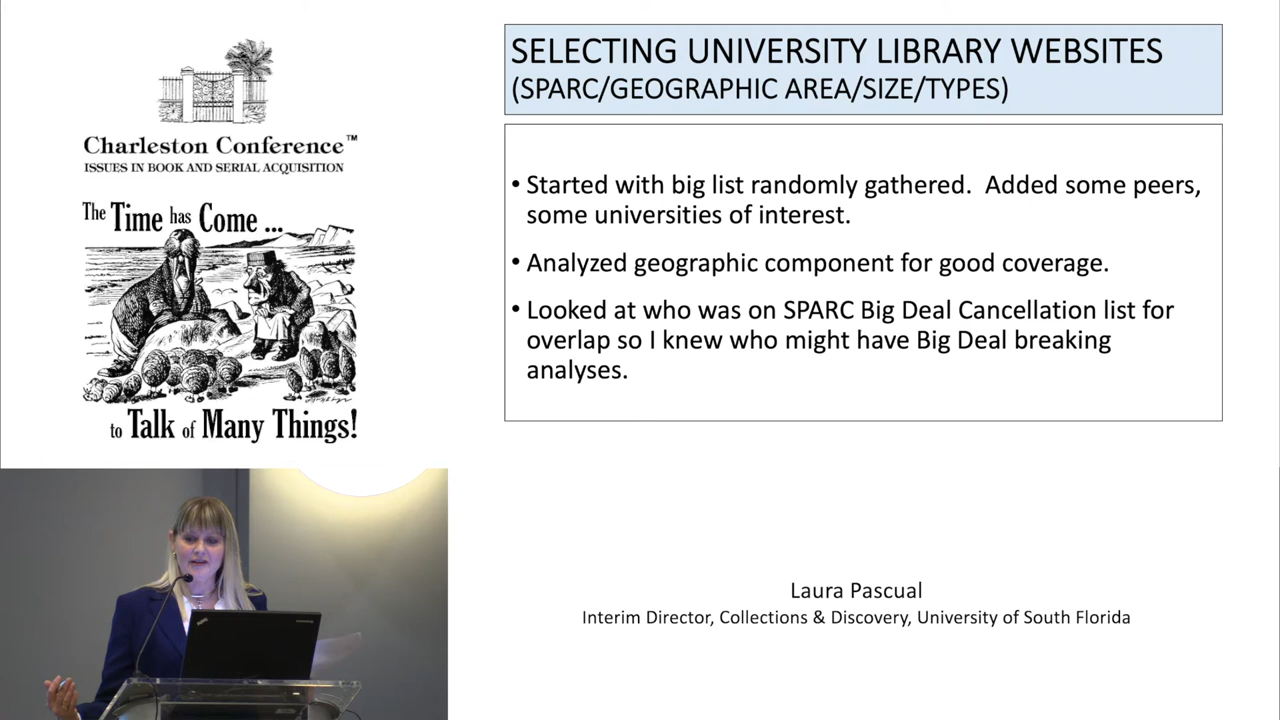 Charleston Conference™
ISSUES IN BOOK AND SERIAL ACQUISITION
The Time has Come ...
to Talk of Many Things!
SELECTING UNIVERSITY LIBRARY WEBSITES
(SPARC/GEOGRAPHIC AREA/SIZE/TYPES)
• Started with big list randomly gathered. Added some peers,
some universities of interest.
• Analyzed geographic component for good coverage.
• Looked at who was on SPARC Big Deal Cancellation list for
overlap so I knew who might have Big Deal breaking
analyses.
Laura Pascual
Interim Director, Collections & Discovery, University of South Florida